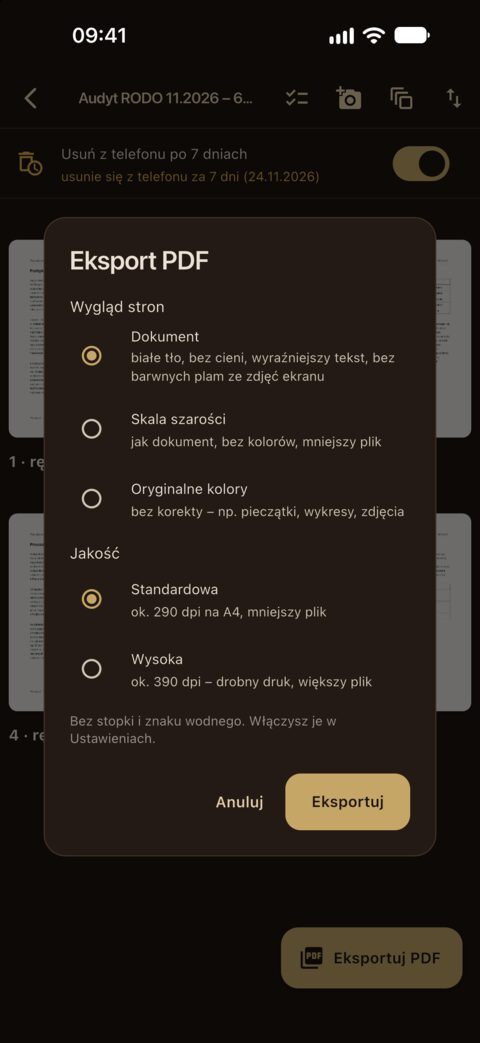 09:41
Audyt RODO 11.2026 – 6...
Usuń z telefonu po 7 dniach
usunie się z telefonu za 7 dni (24.11.2026)
Eksport PDF
Wygląd stron
Dokument
białe tło, bez cieni, wyraźniejszy tekst, bez
barwnych plam ze zdjęć ekranu
Skala szarości
jak dokument, bez kolorów, mniejszy plik
Oryginalne kolory
bez korekty – np. pieczątki, wykresy, zdjęcia
Jakość
Standardowa
ok. 290 dpi na A4, mniejszy plik
Wysoka
ok. 390 dpi – drobny druk, większy plik
Bez stopki i znaku wodnego. Włączysz je w
Ustawieniach.
Anuluj
Eksportuj
1 · rę
4 · rę
PDF
Eksportuj PDF